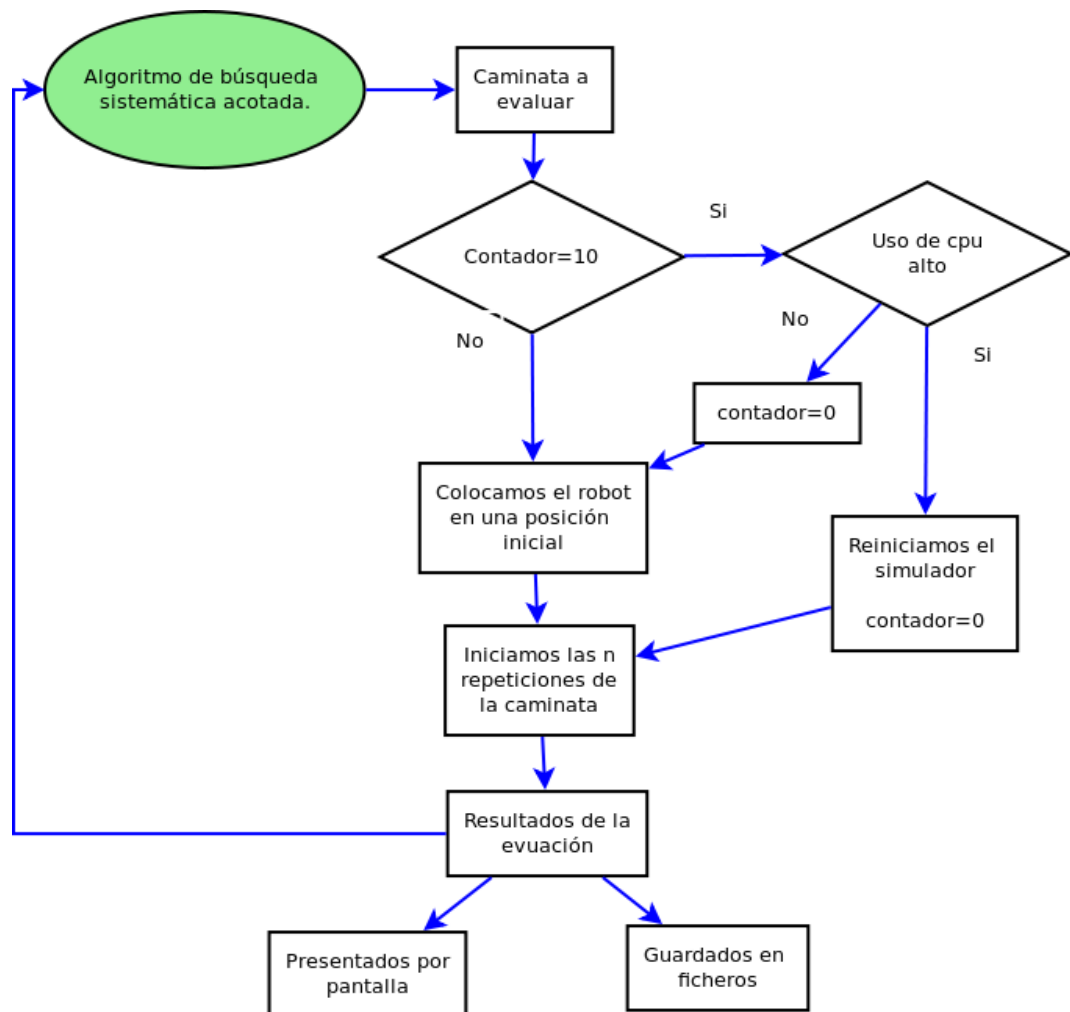 Algoritmo de búsqueda
sistemática acotada.
Caminata a
evaluar
Contador=10
Si
Uso de cpu
alto
No
No
Si
contador=0
Colocamos el robot
en una posición
inicial
Reiniciamos el
simulador
contador=0
Iniciamos las n
repeticiones de
la caminata
Resultados de la
evuación
Presentados por
pantalla
Guardados en
ficheros